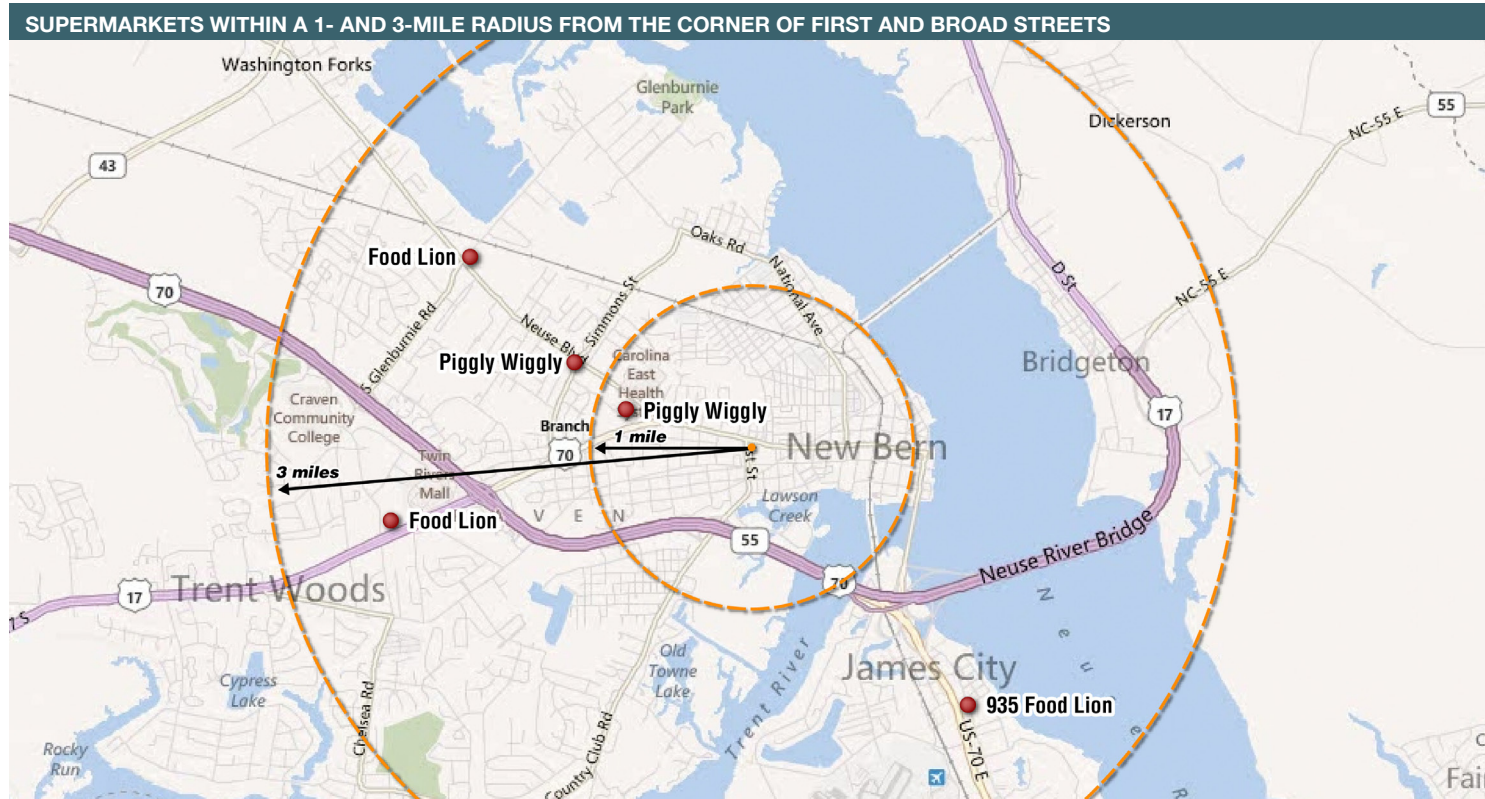 SUPERMARKETS WITHIN A 1- AND 3-MILE RADIUS FROM THE CORNER OF FIRST AND BROAD STREETS
Washington Forks
Glenburnie
Park
Dickerson
55
NC-55 E
43
Food Lion
Oaks Rd
National Ave
D St
70
NC-55 E
S Glenburnie Rd
Simmons St
Neuse Blvd
Piggly Wiggly
Carolina
East
Health
Bridgeton
Craven
Community
College
Piggly Wiggly
17
Branch
1 mile
70
New Bern
3 miles
Twin
Rivers
Mall
st St
Lawson
Creek
Food Lion
V E N
55
Neuse River Bridge
70
17
Trent Woods
7 S
N e u e
Old
Towne
Lake
James City
Cypress
Lake
Trent River
935 Food Lion
Chelsea Rd
Country Club Rd
US-70 E
Rocky
Run
R
C
Fai